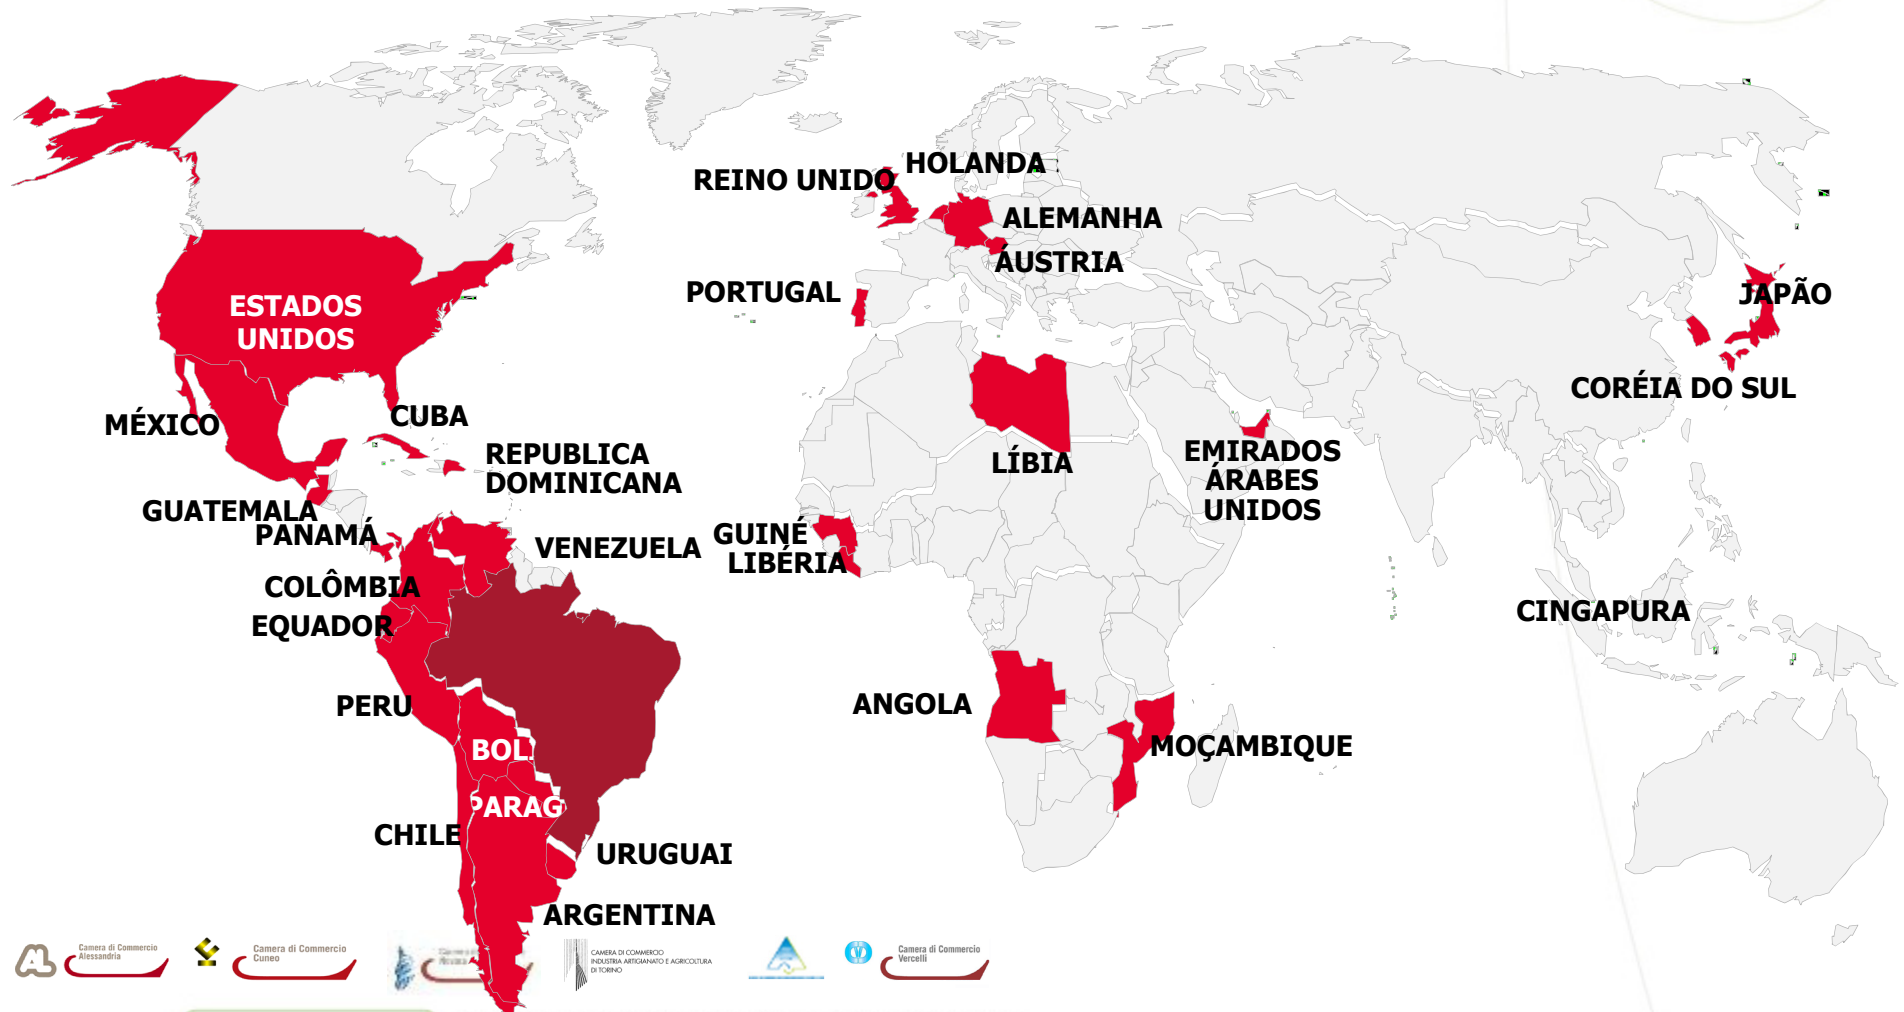 HOLANDA
REINO UNIDO
ALEMANHA
ÁUSTRIA
PORTUGAL
JAPÃO
ESTADOS
UNIDOS
CORÉIA DO SUL
CUBA
MÉXICO
REPUBLICA
DOMINICANA
EMIRADOS
ÁRABES
UNIDOS
LÍBIA
GUATEMALA
PANAMÁ
GUINÉ
LIBÉRIA
VENEZUELA
COLÔMBIA
EQUADOR
CINGAPURA
PERU
ANGOLA
MOÇAMBIQUE
BOL
PARAG
CHILE
URUGUAI
ARGENTINA
Camera di Commercio
Alessandria
Camera di Commercio
Cuneo
CAMERA DI COMMERCIO
INDUSTRIA ARTIGIANATO E AGRICOLTURA
DI TORINO
Camera di Commercio
Vercelli